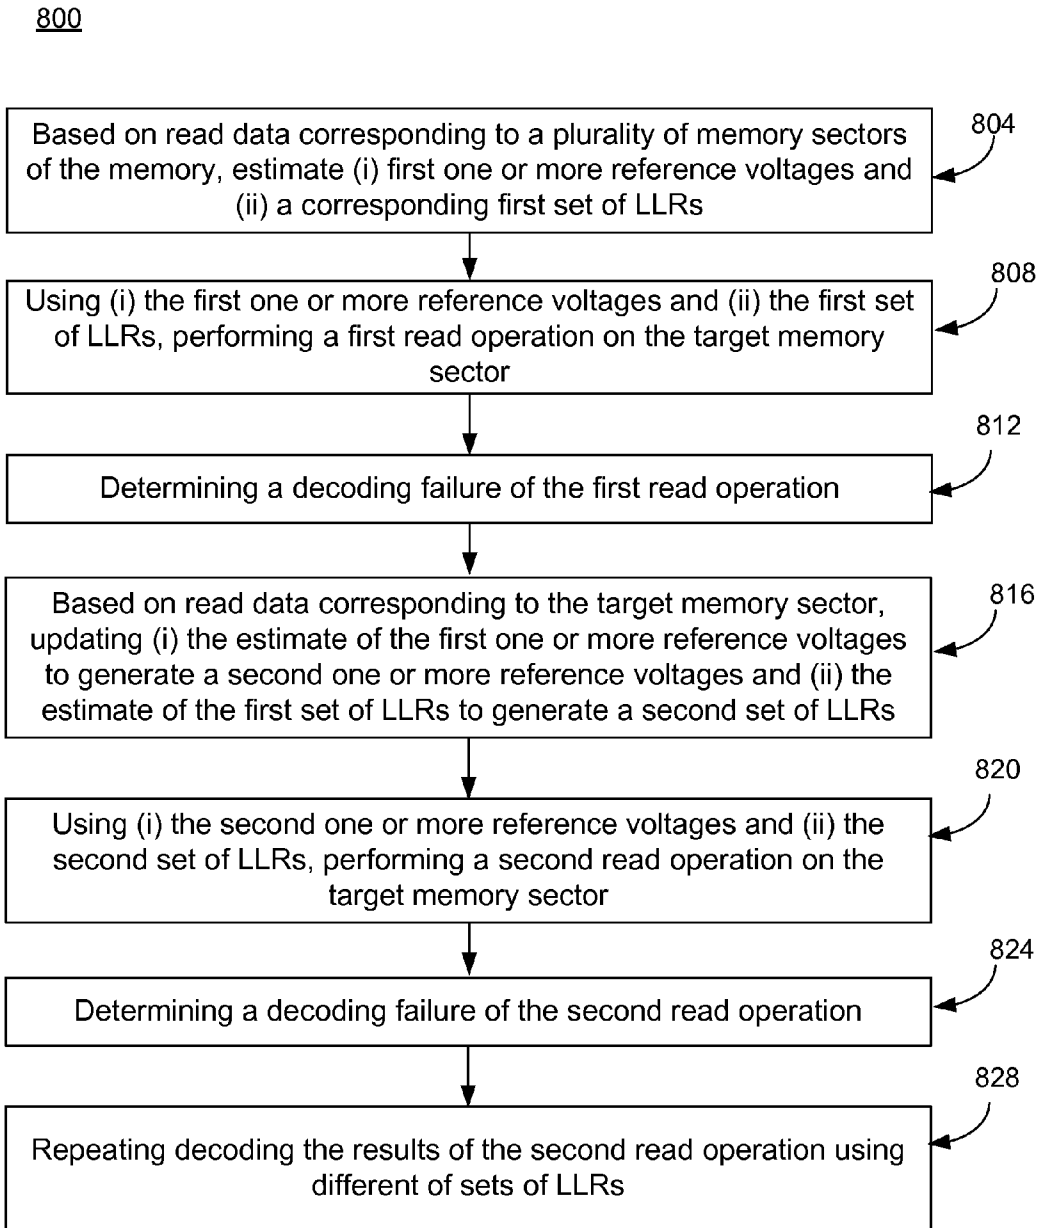 800
Based on read data corresponding to a plurality of memory sectors
of the memory, estimate (i) first one or more reference voltages and
(ii) a corresponding first set of LLRs
804
Using (i) the first one or more reference voltages and (ii) the first set
of LLRs, performing a first read operation on the target memory
sector
808
Determining a decoding failure of the first read operation
812
Based on read data corresponding to the target memory sector,
updating (i) the estimate of the first one or more reference voltages
to generate a second one or more reference voltages and (ii) the
estimate of the first set of LLRs to generate a second set of LLRs
816
Using (i) the second one or more reference voltages and (ii) the
second set of LLRs, performing a second read operation on the
target memory sector
820
Determining a decoding failure of the second read operation
824
Repeating decoding the results of the second read operation using
different of sets of LLRs
828